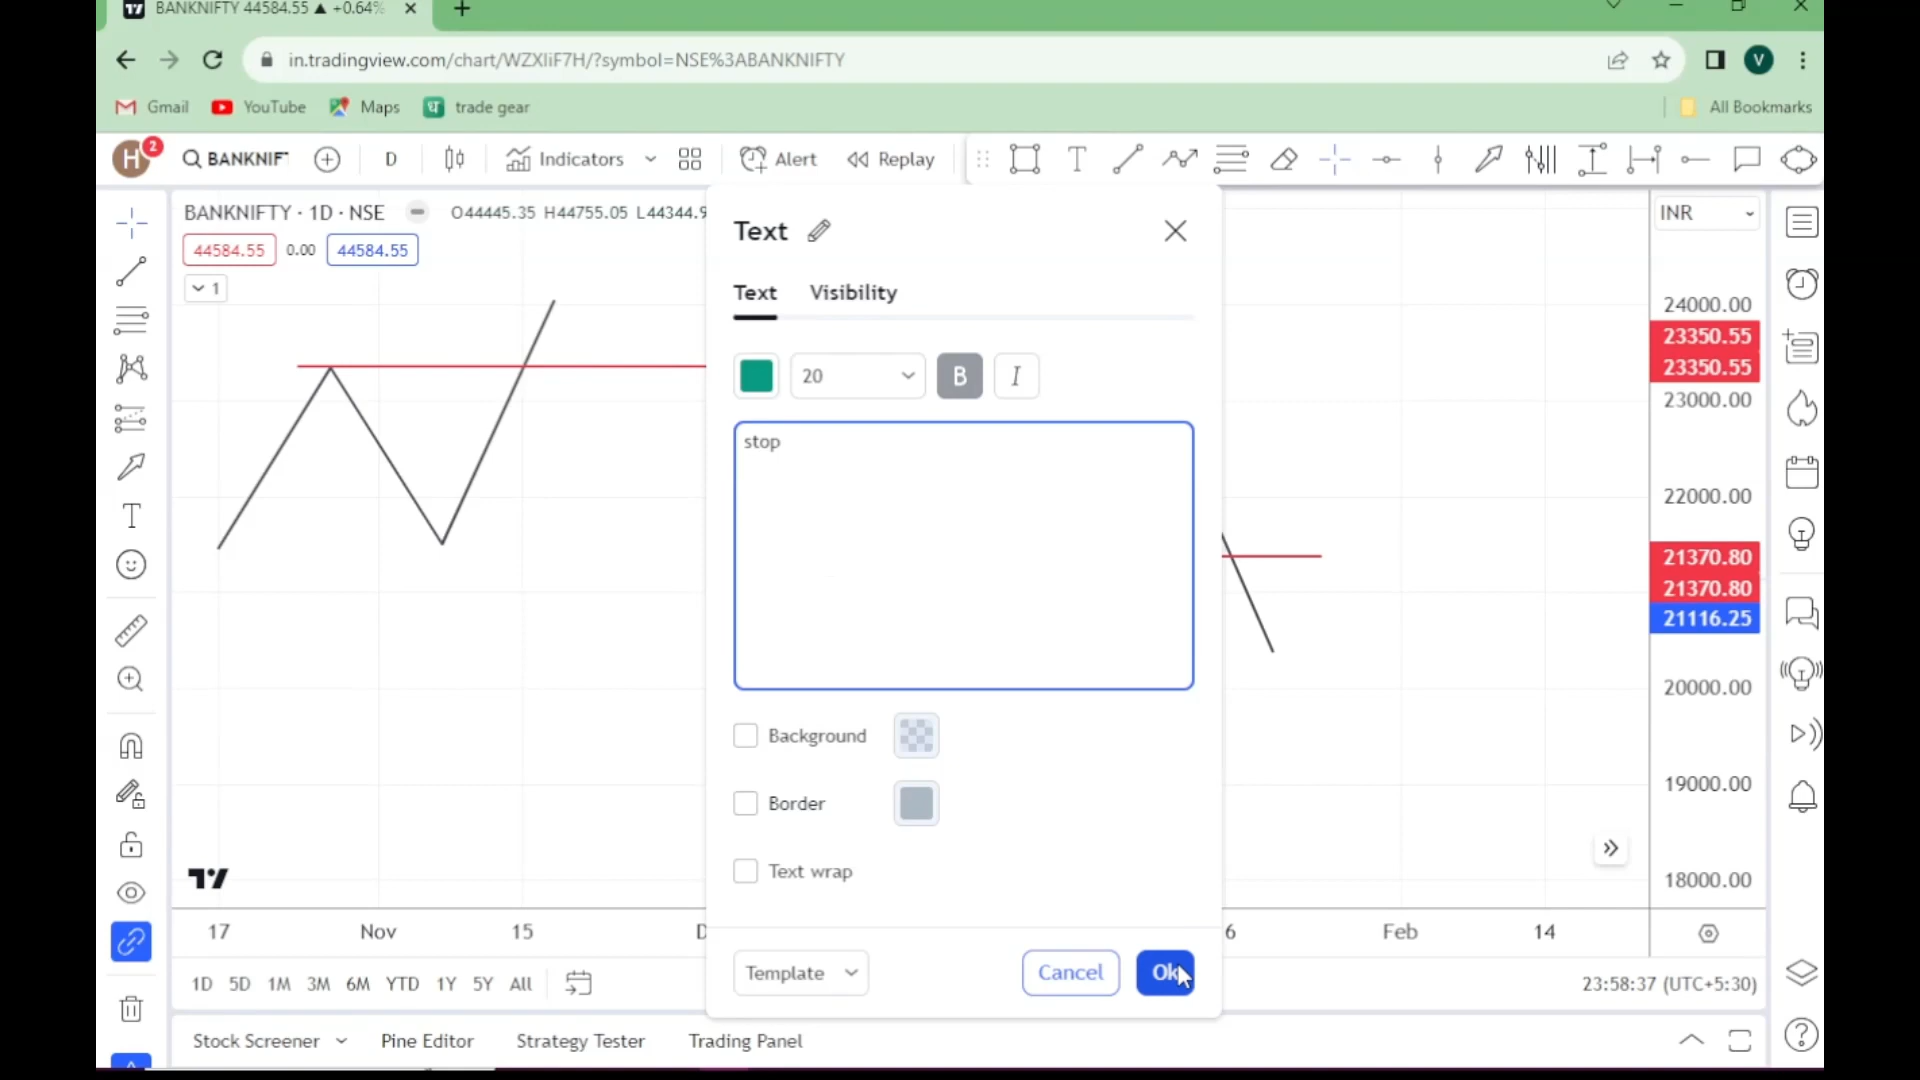 BANKNIFTY 44584.55 ▲ +0.64%
in.tradingview.com/chart/WZXIiF7H/?symbol=NSE%3ABANKNIFTY
V
Gmail YouTube Maps trade gear All Bookmarks
H 2 BANKNIF D Indicators Alert Replay
BANKNIFTY · 1D · NSE O44445.35 H44755.05 L44344.9
INR
44584.55 0.00 44584.55
1
Text
Text Visibility
20 B I
stop
Background
Border
Text wrap
Template Cancel Ok
24000.00
23350.55
23350.55
23000.00
22000.00
21370.80
21370.80
21116.25
20000.00
19000.00
18000.00
17 Nov 15 D 6 Feb 14
1D 5D 1M 3M 6M YTD 1Y 5Y All 23:58:37 (UTC+5:30)
Stock Screener Pine Editor Strategy Tester Trading Panel